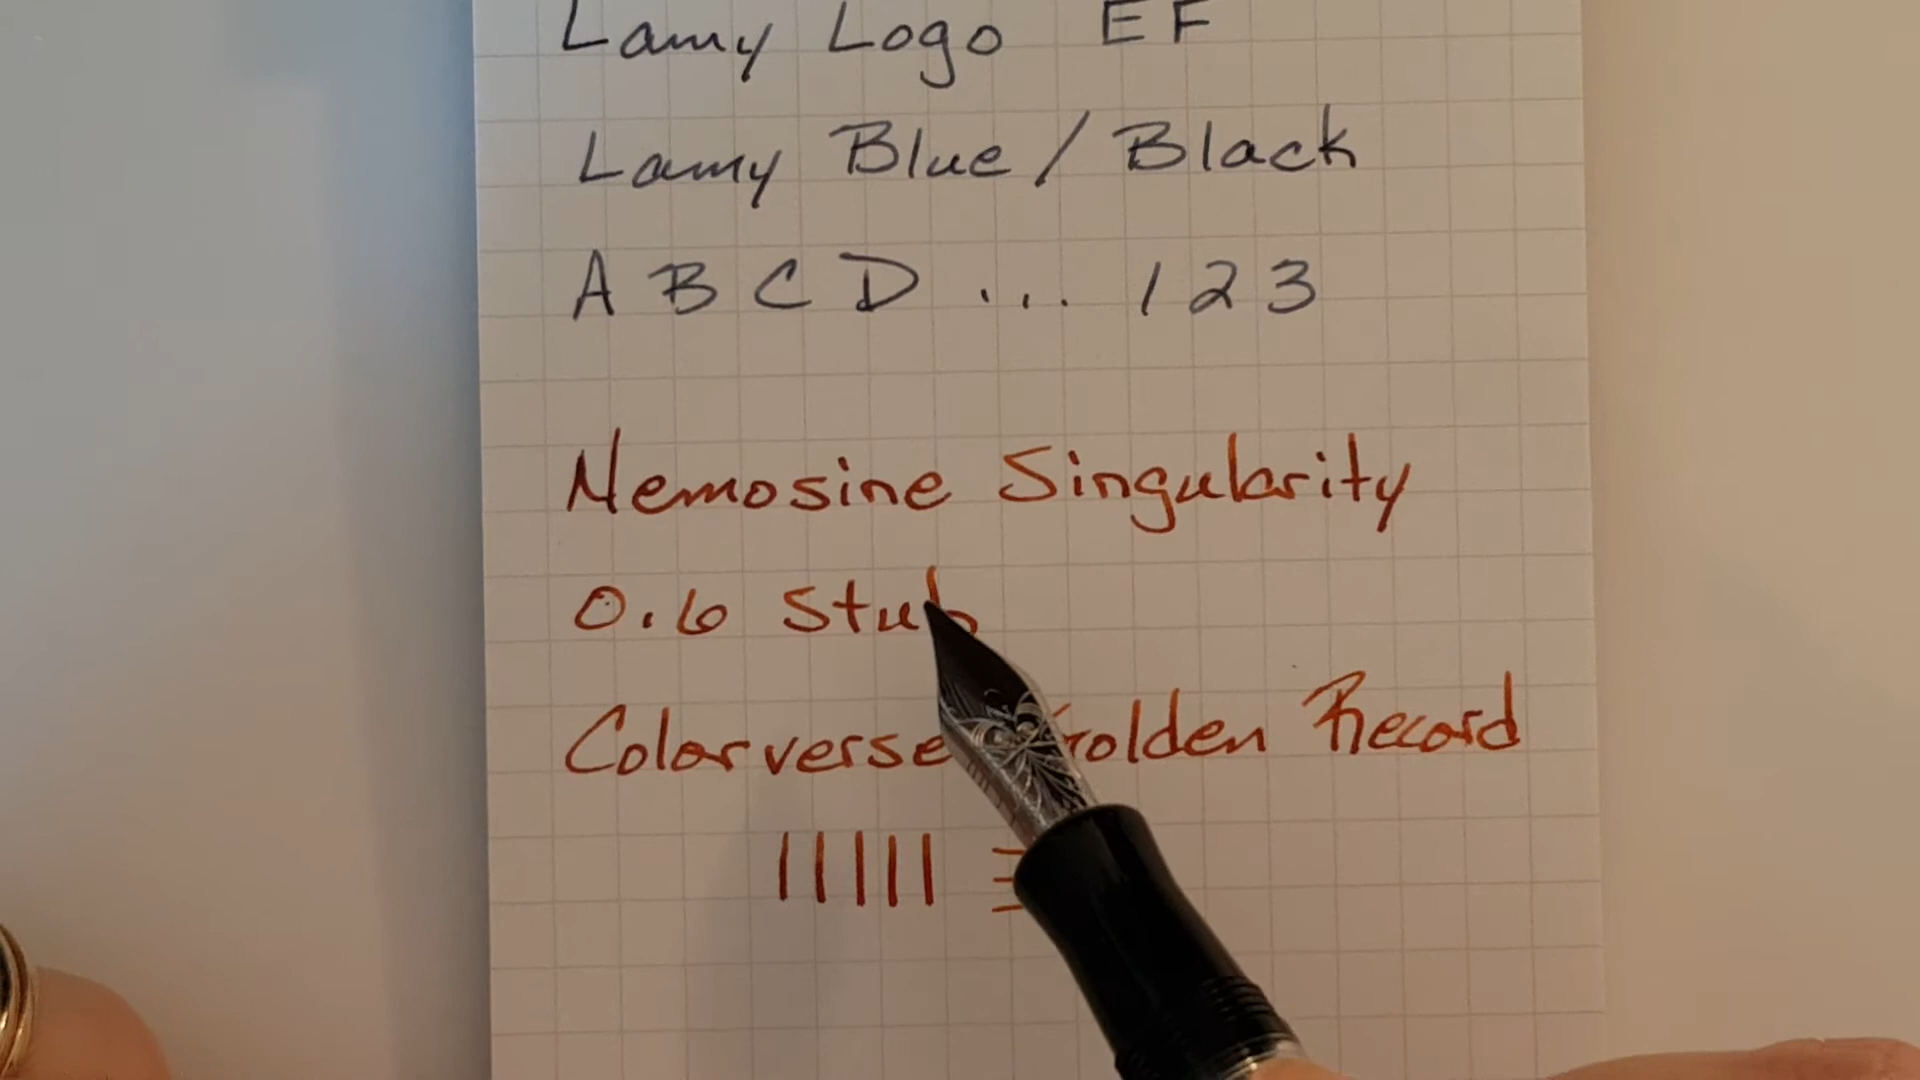 Lamy Logo EF
Lamy Blue / Black
A B C D ... 1 2 3
Nemosine Singularity
0.6 Stub
Colorverse Golden Record